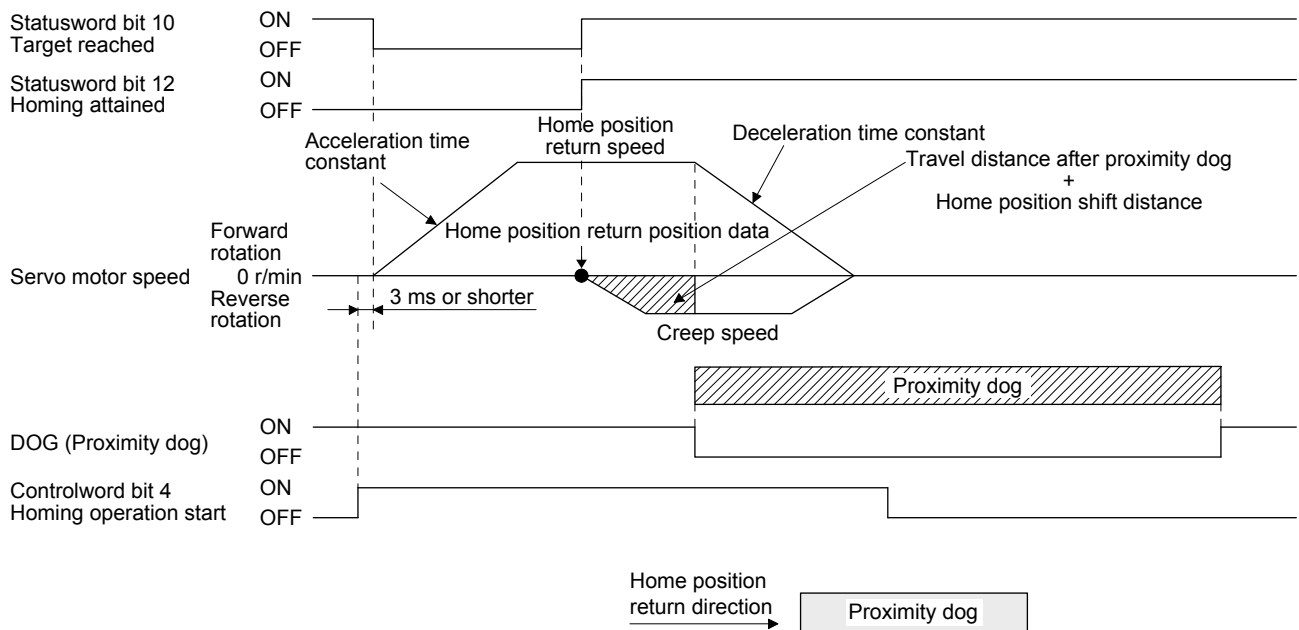 Statusword bit 10
Target reached
ON
OFF
Statusword bit 12
Homing attained
ON
OFF
Acceleration time
constant
Home position
return speed
Deceleration time constant
Travel distance after proximity dog
+
Home position shift distance
Forward
rotation
Home position return position data
Servo motor speed
0 r/min
Reverse
rotation
3 ms or shorter
Creep speed
Proximity dog
DOG (Proximity dog)
ON
OFF
Controlword bit 4
Homing operation start
ON
OFF
Home position
return direction
Proximity dog